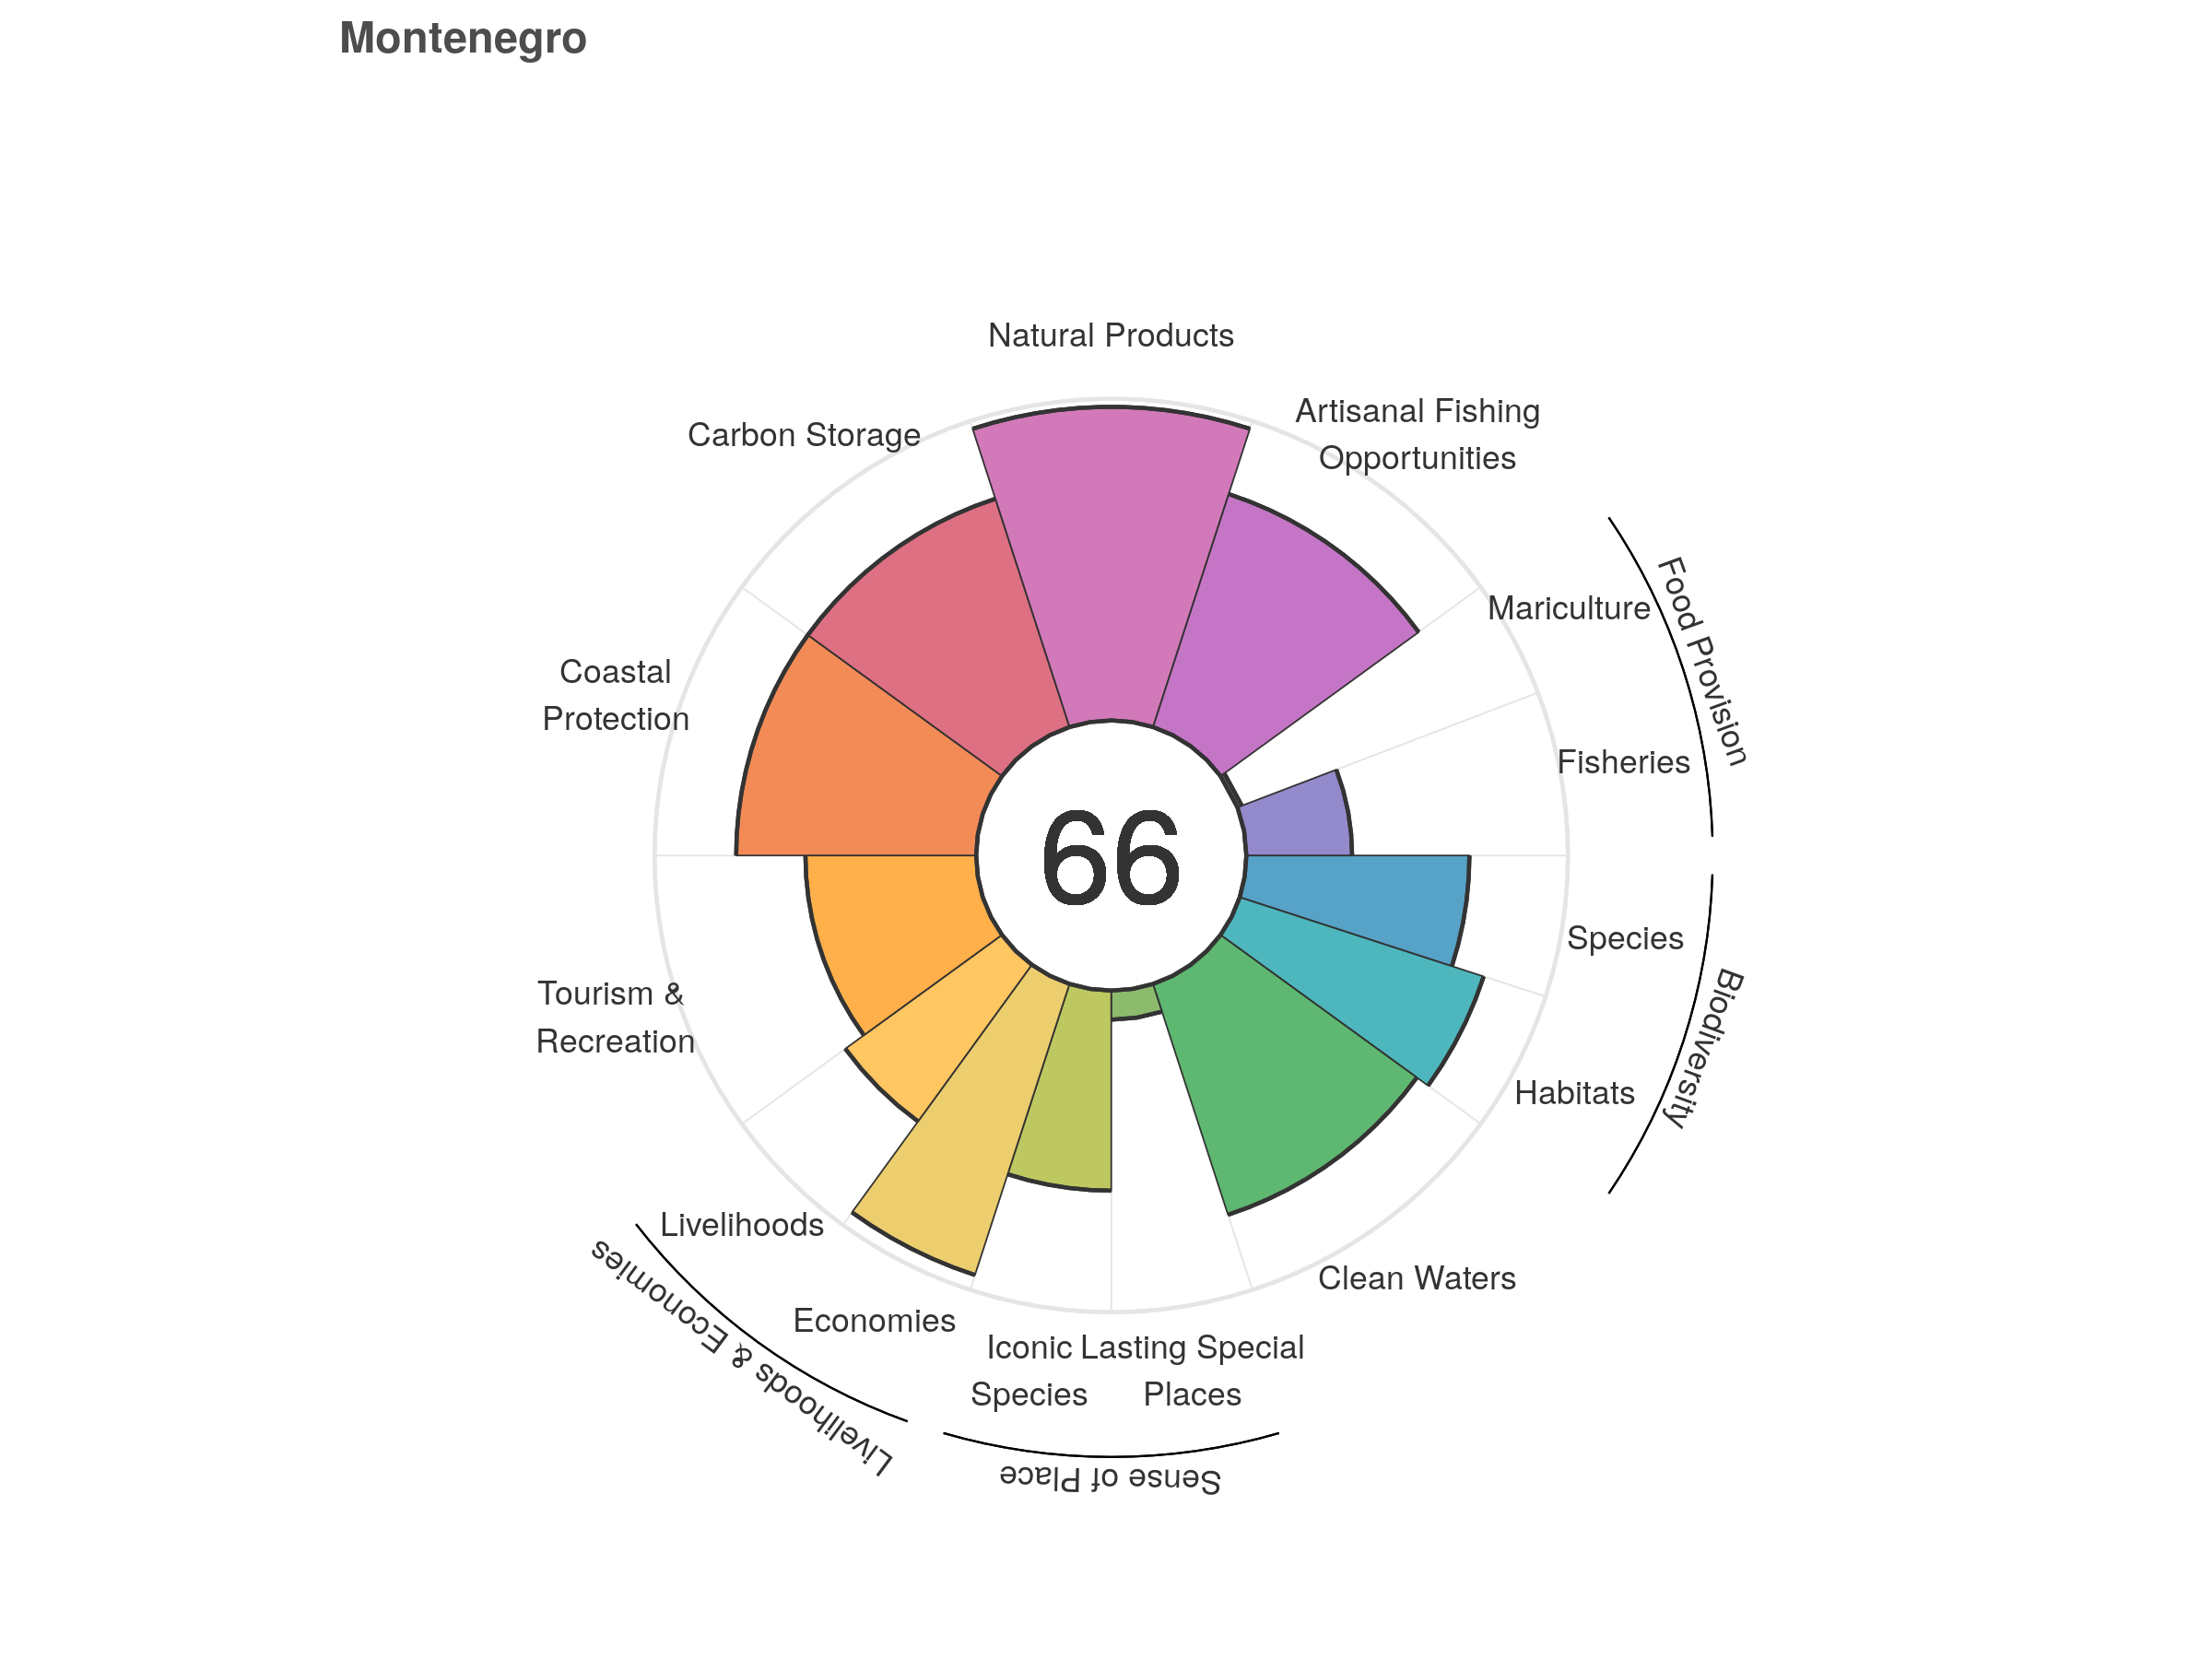 Montenegro
Natural Products
Artisanal Fishing
Opportunities
Carbon Storage
Mariculture
Food Provision
Fisheries
Coastal
Protection
66
Species
Biodiversity
Habitats
Tourism &
Recreation
Clean Waters
Livelihoods
Livelihoods & Economies
Economies
Iconic
Species
Lasting Special
Places
Sense of Place